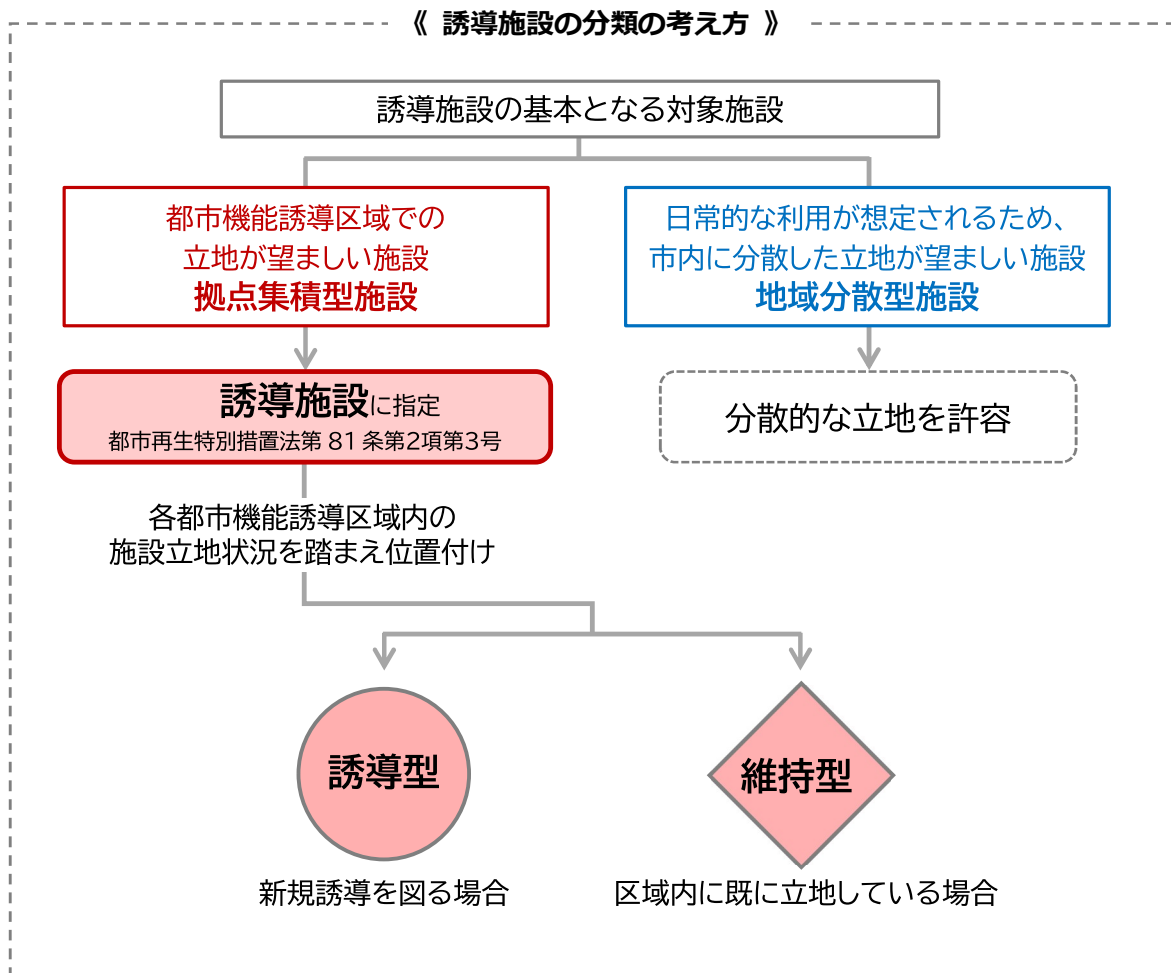 《 誘導施設の分類の考え方 》
誘導施設の基本となる対象施設
都市機能誘導区域での
立地が望ましい施設
拠点集積型施設
日常的な利用が想定されるため、
市内に分散した立地が望ましい施設
地域分散型施設
誘導施設に指定
都市再生特別措置法第 81 条第2項第3号
分散的な立地を許容
各都市機能誘導区域内の
施設立地状況を踏まえ位置付け
誘導型
維持型
新規誘導を図る場合
区域内に既に立地している場合